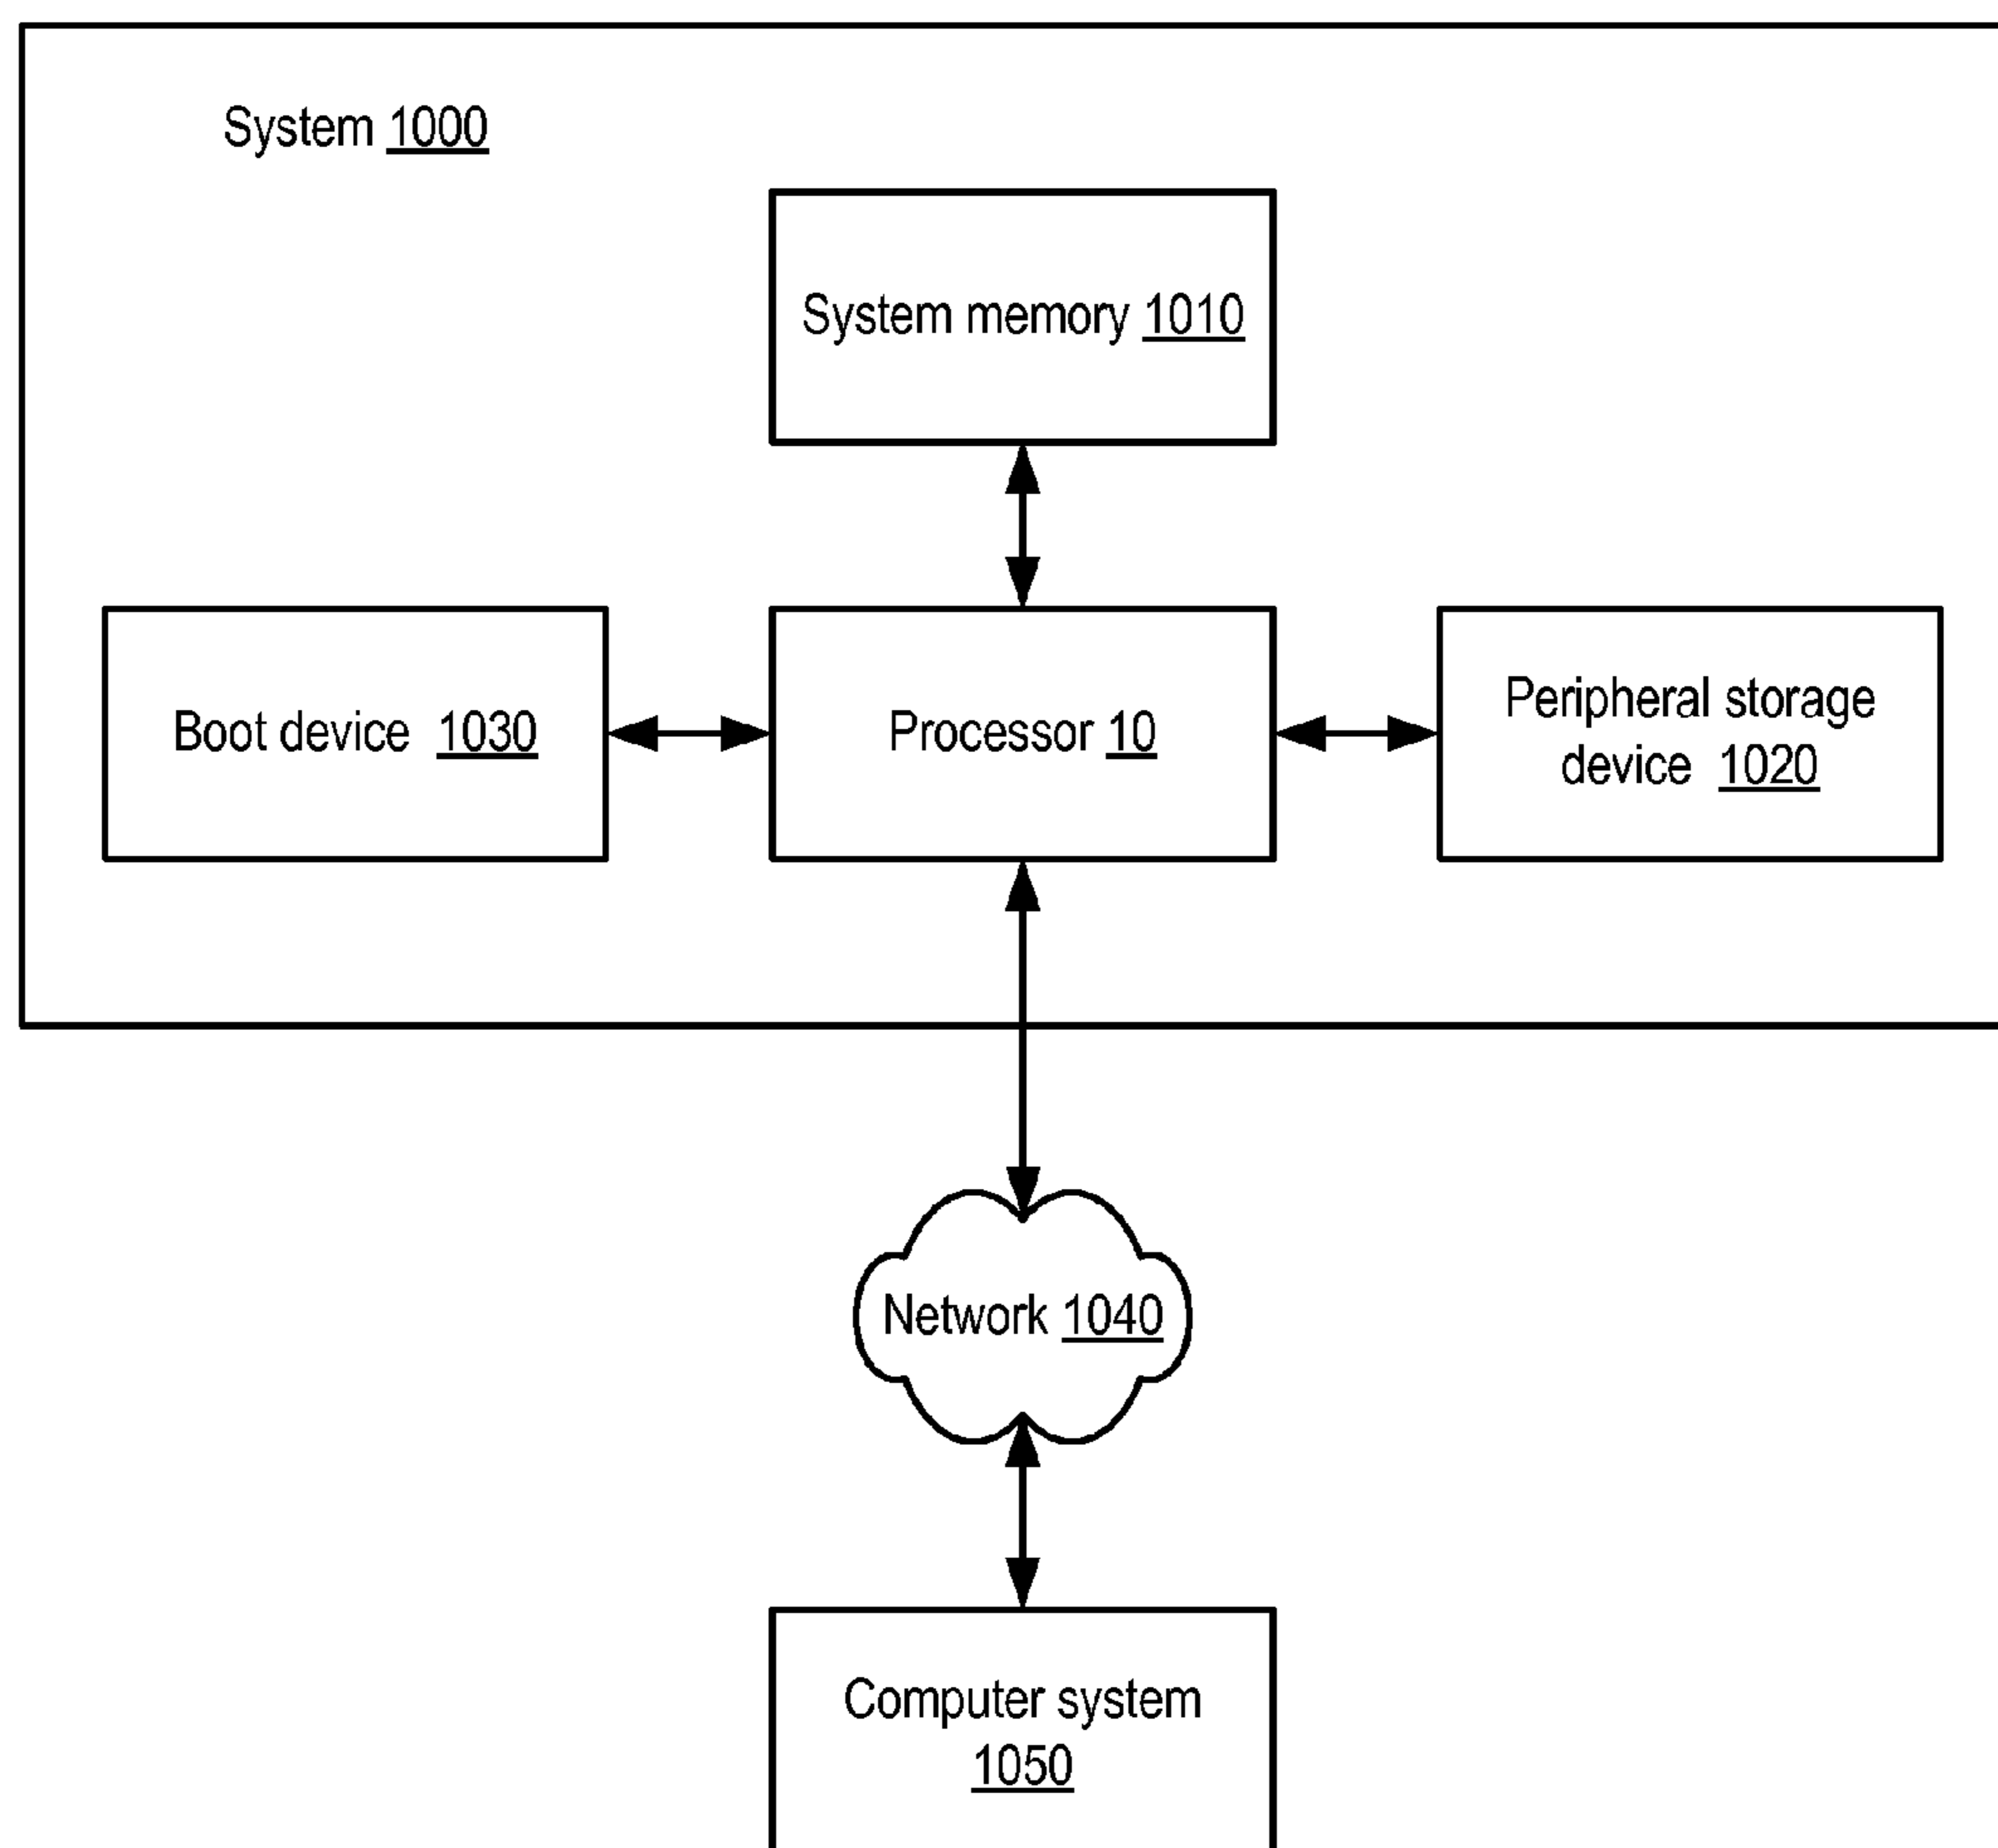 System 1000
System memory 1010
Boot device 1030
Processor 10
Peripheral storage
device 1020
Network 1040
Computer system
1050